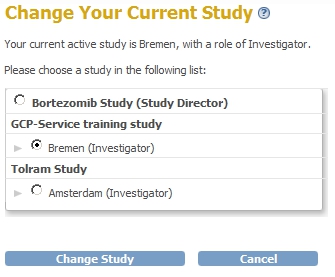 Change Your Current Study ?
Your current active study is Bremen, with a role of Investigator.
Please choose a study in the following list:
Bortezomib Study (Study Director)
GCP-Service training study
Bremen (Investigator)
Tolram Study
Amsterdam (Investigator)
Change Study
Cancel